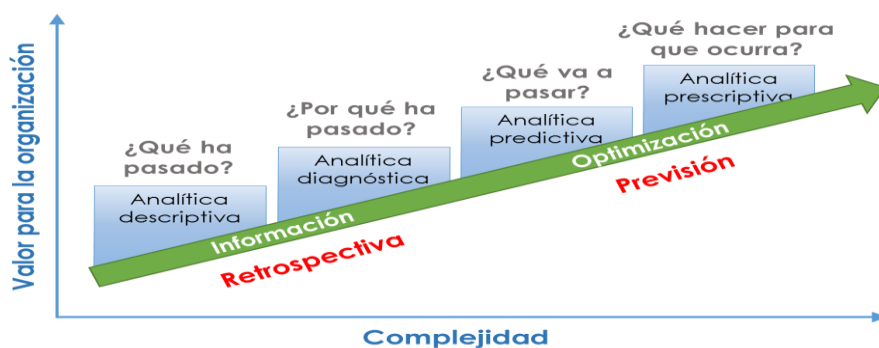 Valor para la organización
¿Qué ha
pasado?
Analítica
descriptiva
¿Por qué ha
pasado?
Analítica
diagnóstica
¿Qué va a
pasar?
Analítica
predictiva
¿Qué hacer para
que ocurra?
Analítica
prescriptiva
Información
Optimización
Retrospectiva
Previsión
Complejidad